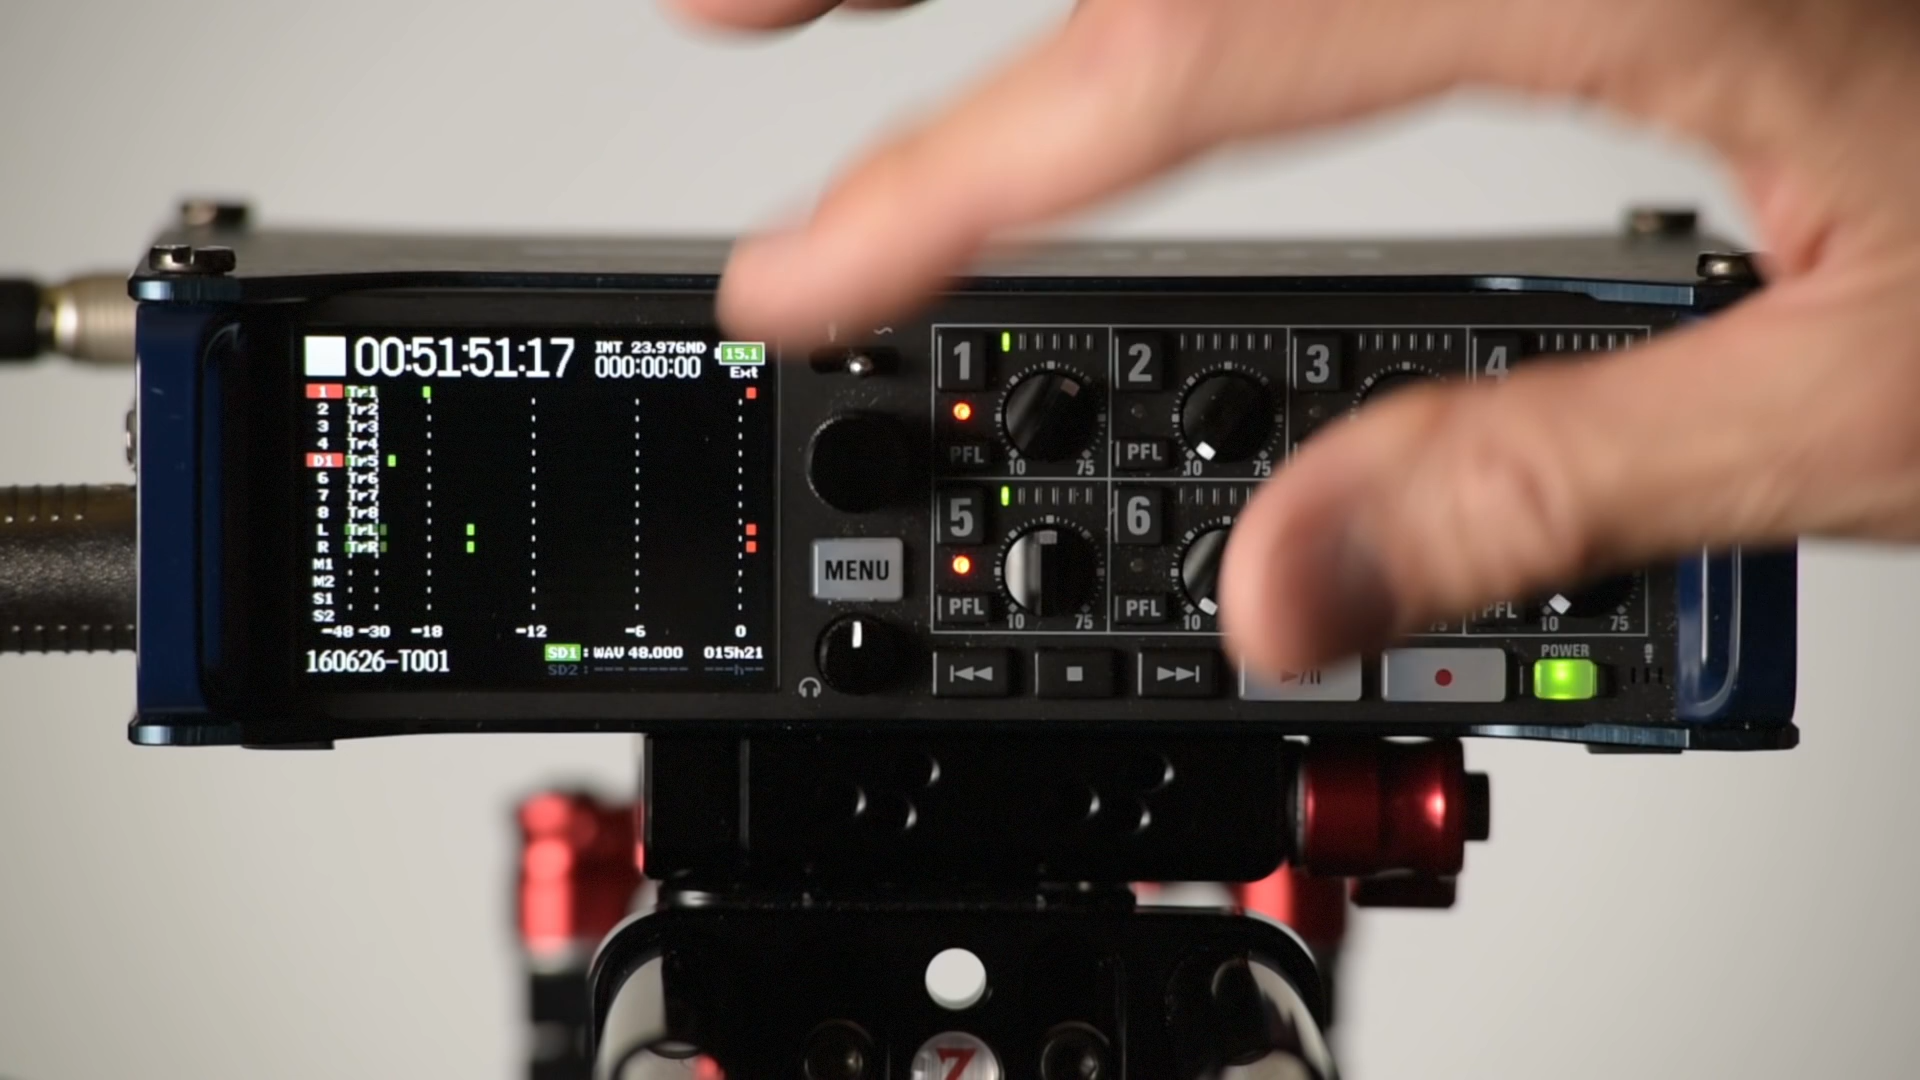 00:51:51:17
INT 23.976ND
000:00:00
15.1
Ext
1 Tr1
2 Tr2
3 Tr3
4 Tr4
D1 Tr5
6 Tr6
7 Tr7
8 Tr8
L TrL
R TrR
M1
M2
S1
S2
-48 -30 -18 -12 -6 0
160626-T001
SD1: WAV 48.000 015h21
SD2: --- -- ------ --h--
MENU
1
PFL
10 75
2
PFL
10 75
3
4
5
PFL
10 75
6
PFL
10
75
PFL
10 75
POWER
Z